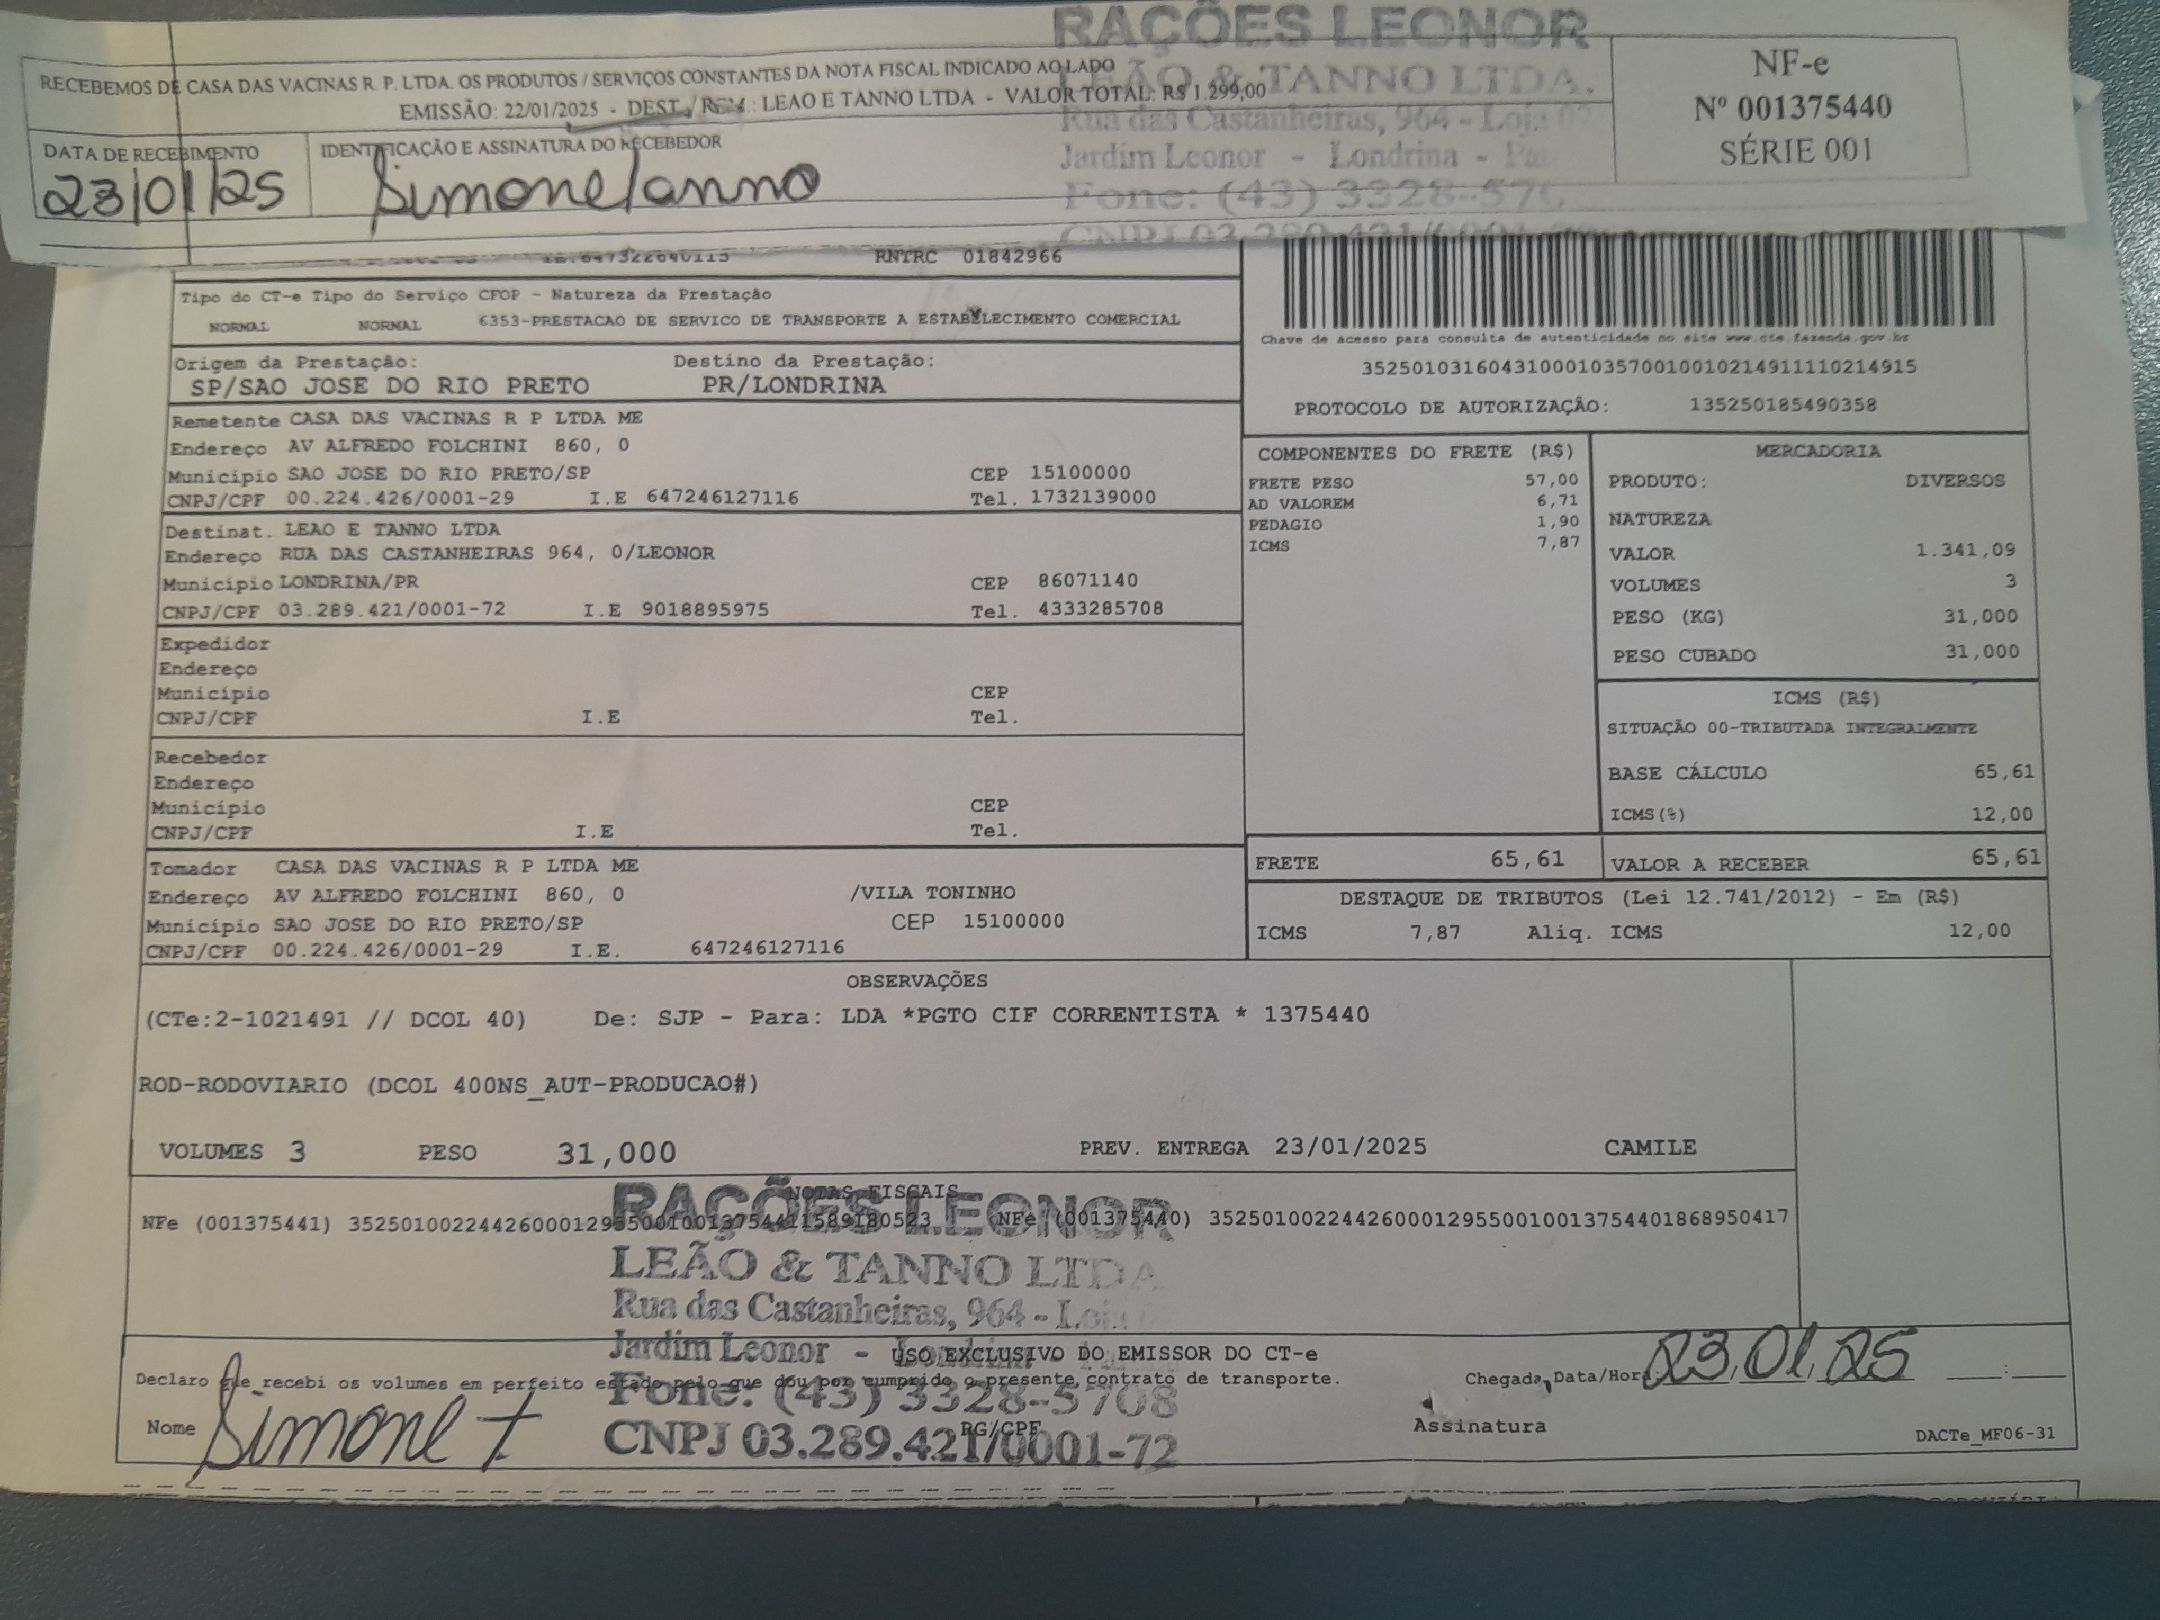 RAÇÕES LEONOR
LEÃO & TANNO LTDA.
Rua das Castanheiras, 964 - Loja
Jardim Leonor - Londrina -
Fone: (43) 3328-570
CNPJ 03.289.421/0001-
RECEBEMOS DE CASA DAS VACINAS R. P. LTDA. OS PRODUTOS / SERVIÇOS CONSTANTES DA NOTA FISCAL INDICADO AO LADO
EMISSÃO: 22/01/2025 - DEST. / REM.: LEAO E TANNO LTDA - VALOR TOTAL: R$ 1.299,00
NF-e
Nº 001375440
SÉRIE 001
DATA DE RECEBIMENTO
23/01/25
IDENTIFICAÇÃO E ASSINATURA DO RECEBEDOR
Simone Tanno
RNTRC 01842966
Tipo do CT-e Tipo do Serviço CFOP - Natureza da Prestação
NORMAL NORMAL 6353-PRESTACAO DE SERVICO DE TRANSPORTE A ESTABELECIMENTO COMERCIAL
Origem da Prestação: Destino da Prestação:
SP/SAO JOSE DO RIO PRETO PR/LONDRINA
Chave de acesso para consulta de autenticidade no site www.cte.fazenda.gov.br
35250103160431000103570010010214911110214915
PROTOCOLO DE AUTORIZAÇÃO: 135250185490358
Remetente CASA DAS VACINAS R P LTDA ME
Endereço AV ALFREDO FOLCHINI 860, 0
Município SAO JOSE DO RIO PRETO/SP CEP 15100000
CNPJ/CPF 00.224.426/0001-29 I.E 647246127116 Tel. 1732139000
Destinat. LEAO E TANNO LTDA
Endereço RUA DAS CASTANHEIRAS 964, 0/LEONOR
Município LONDRINA/PR CEP 86071140
CNPJ/CPF 03.289.421/0001-72 I.E 9018895975 Tel. 4333285708
Expedidor
Endereço
Município CEP
CNPJ/CPF I.E Tel.
Recebedor
Endereço
Município CEP
CNPJ/CPF I.E Tel.
Tomador CASA DAS VACINAS R P LTDA ME
Endereço AV ALFREDO FOLCHINI 860, 0 /VILA TONINHO
Município SAO JOSE DO RIO PRETO/SP CEP 15100000
CNPJ/CPF 00.224.426/0001-29 I.E. 647246127116
COMPONENTES DO FRETE (R$)
FRETE PESO 57,00
AD VALOREM 6,71
PEDAGIO 1,90
ICMS 7,87
MERCADORIA
PRODUTO: DIVERSOS
NATUREZA
VALOR 1.341,09
VOLUMES 3
PESO (KG) 31,000
PESO CUBADO 31,000
ICMS (R$)
SITUAÇÃO 00-TRIBUTADA INTEGRALMENTE
BASE CÁLCULO 65,61
ICMS(%) 12,00
FRETE 65,61 VALOR A RECEBER 65,61
DESTAQUE DE TRIBUTOS (Lei 12.741/2012) - Em (R$)
ICMS 7,87 Aliq. ICMS 12,00
OBSERVAÇÕES
(CTe:2-1021491 // DCOL 40) De: SJP - Para: LDA *PGTO CIF CORRENTISTA * 1375440
ROD-RODOVIARIO (DCOL 400NS_AUT-PRODUCAO#)
VOLUMES 3 PESO 31,000 PREV. ENTREGA 23/01/2025 CAMILE
NOTAS FISCAIS
NFe (001375441) 35250100224426000129550010013754411589180523 NFe (001375440) 35250100224426000129550010013754401868950417
RAÇÕES LEONOR
LEÃO & TANNO LTDA
Rua das Castanheiras, 964 - Loja
Jardim Leonor -
Fone: (43) 3328-5708
CNPJ 03.289.421/0001-72
USO EXCLUSIVO DO EMISSOR DO CT-e
Declaro que recebi os volumes em perfeito estado pelo que dou por cumprido o presente contrato de transporte.
Chegada Data/Hora 23/01/25 :
Nome Simone T RG/CPF Assinatura
DACTe_MF06-31